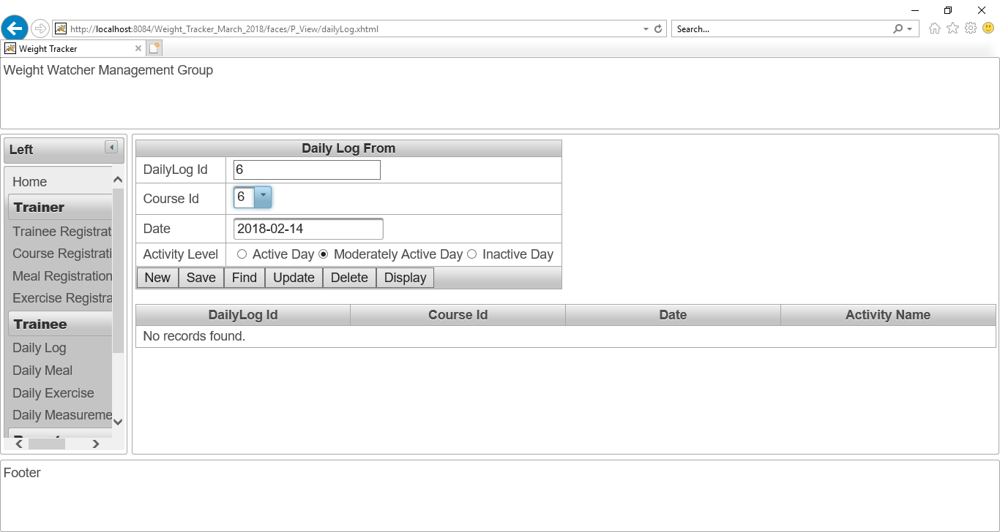 http://localhost:8084/Weight_Tracker_March_2018/faces/P_View/dailyLog.xhtml
Search...
Weight Tracker
Weight Watcher Management Group
Left
Home
Trainer
Trainee Registrat
Course Registrati
Meal Registration
Exercise Registra
Trainee
Daily Log
Daily Meal
Daily Exercise
Daily Measureme
Daily Log From
DailyLog Id 6
Course Id 6
Date 2018-02-14
Activity Level Active Day Moderately Active Day Inactive Day
New Save Find Update Delete Display
DailyLog Id Course Id Date Activity Name
No records found.
Footer